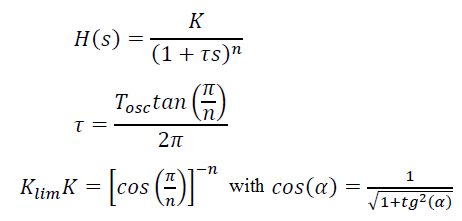 H(s) = K / (1 + τs)^n
τ = T_osc tan(π/n) / 2π
K_lim K = [cos(π/n)]^−n with cos(α) = 1 / √(1+tg²(α))